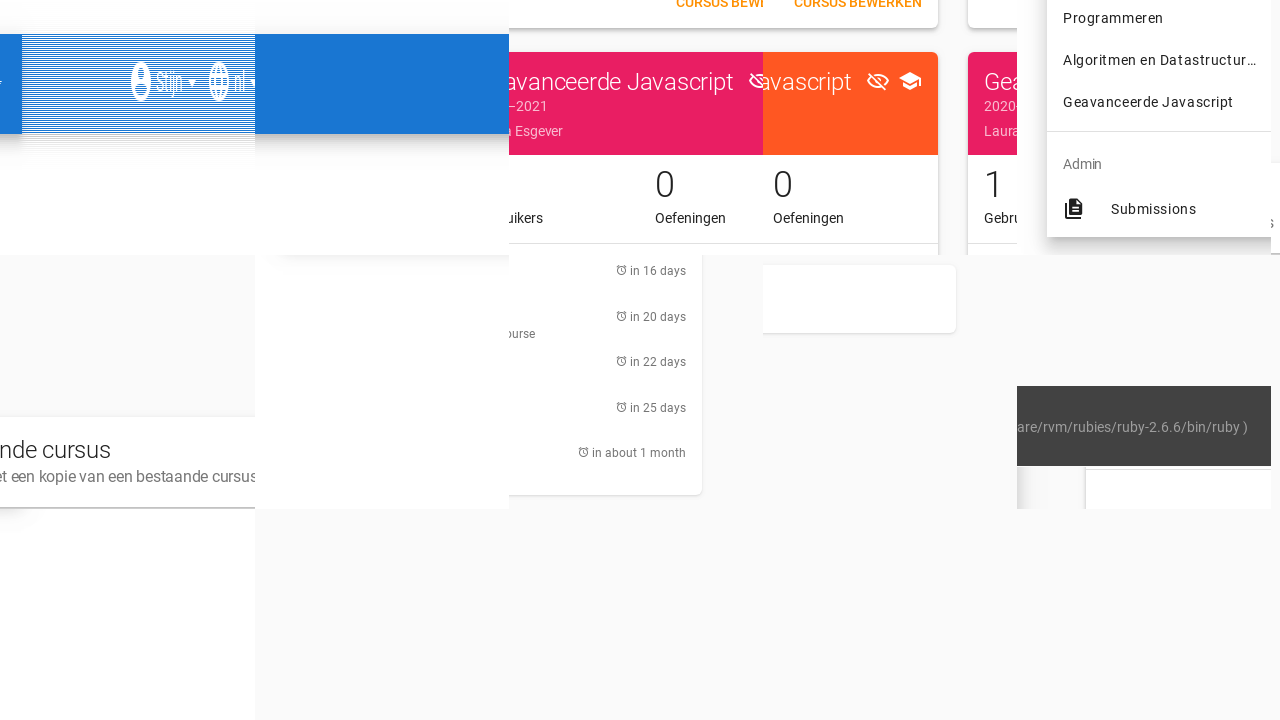 CURSUS BEWI
CURSUS BEWERKEN
Programmeren
Algoritmen en Datastructur...
Geavanceerde Javascript
Admin
Submissions
Stijn
nl
avanceerde Javascript
–2021
n Esgever
0
uikers
Oefeningen
avascript
0
Oefeningen
Gea
2020-
Laura
1
Gebru
in 16 days
in 20 days
ourse
in 22 days
in 25 days
in about 1 month
are/rvm/rubies/ruby-2.6.6/bin/ruby )
nde cursus
et een kopie van een bestaande cursus